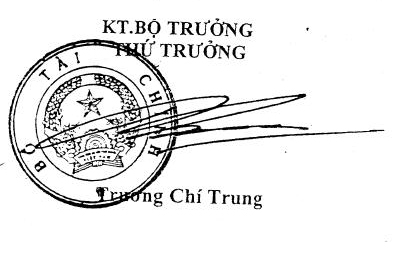 KT.BỘ TRƯỞNG
THỨ TRƯỞNG
BỘ TÀI CHÍNH
Trương Chí Trung